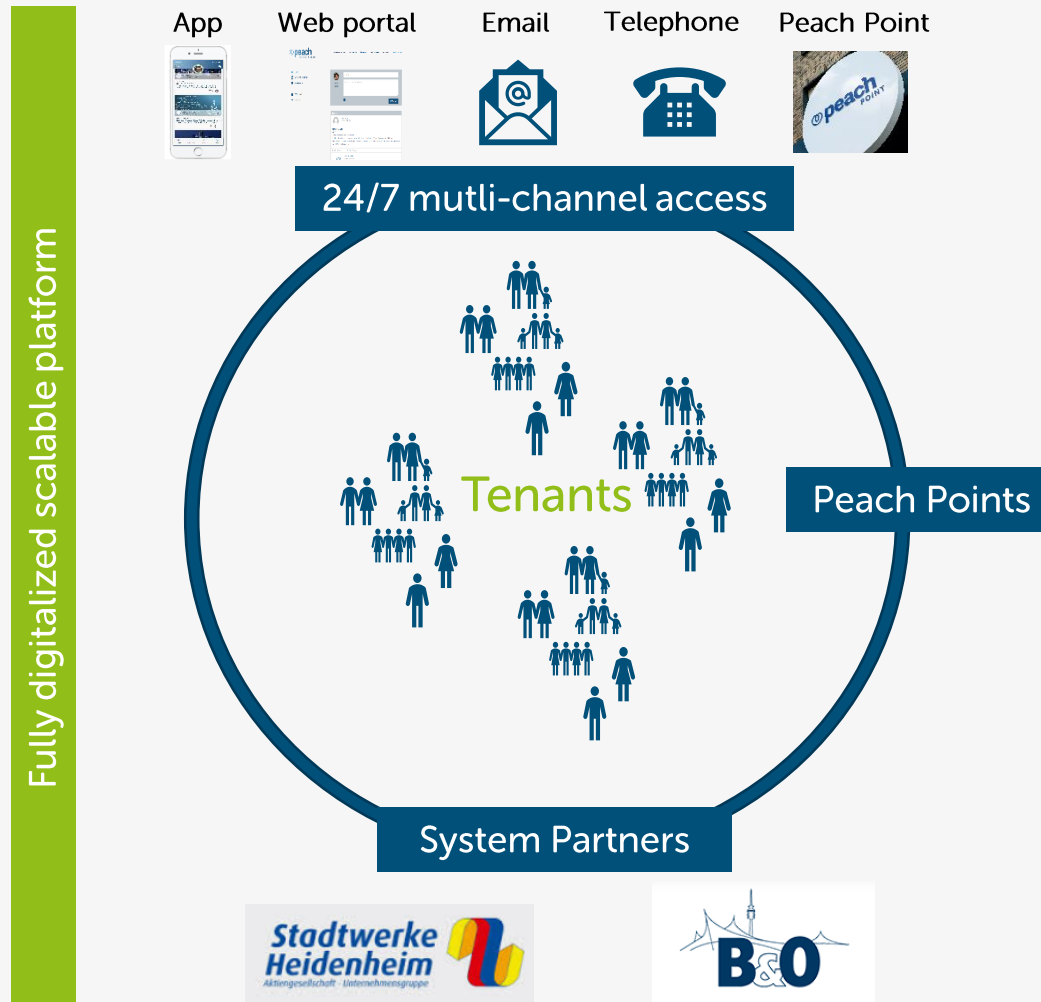 App
Web portal
Email
Telephone
Peach Point
peach
peach
POINT
24/7 mutli-channel access
Fully digitalized scalable platform
Tenants
Peach Points
System Partners
Stadtwerke
Heidenheim
Aktiengesellschaft - Unternehmensgruppe
B&O